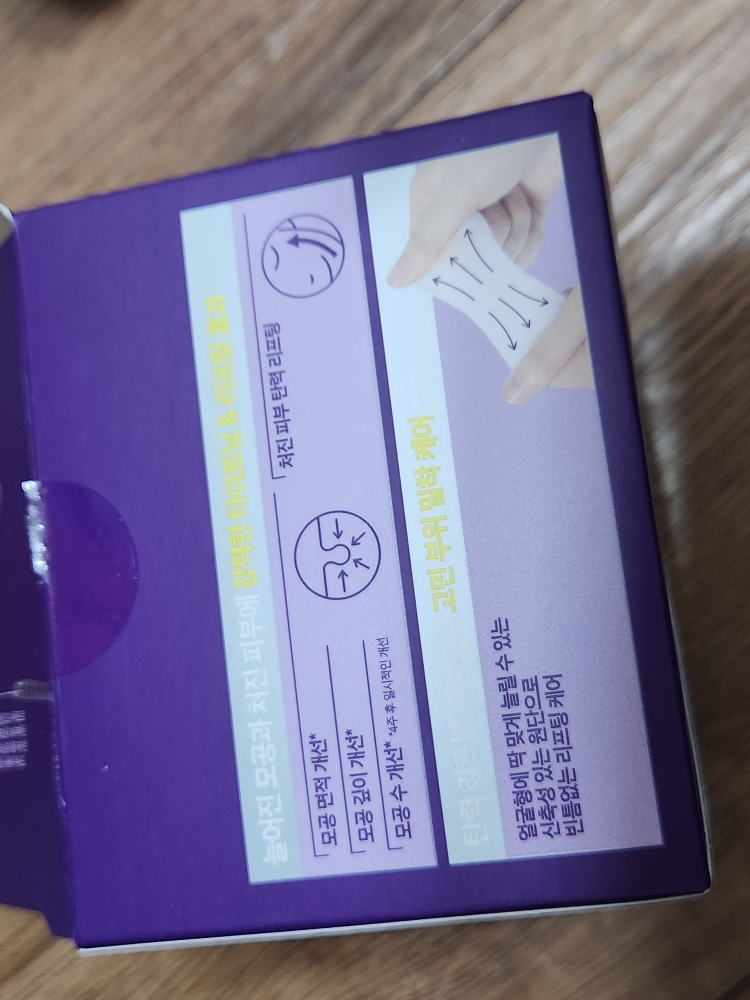 늘어진 모공과 처진 피부에 강력한 타이트닝 & 리프팅 효과
모공 면적 개선*
모공 깊이 개선*
모공 수 개선* *4주 후 일시적인 개선
처진 피부 탄력 리프팅
탄력 고민 부위 밀착 케어
얼굴형에 딱 맞게 늘릴 수 있는
신축성 있는 원단으로
빈틈없는 리프팅 케어